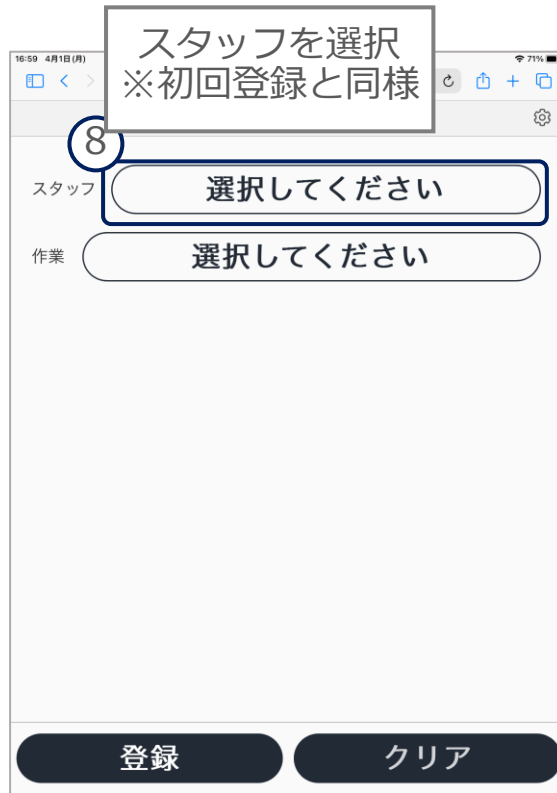 スタッフを選択
※初回登録と同様
16:59 4月1日(月)
71%
8
スタッフ 選択してください
作業 選択してください
登録 クリア